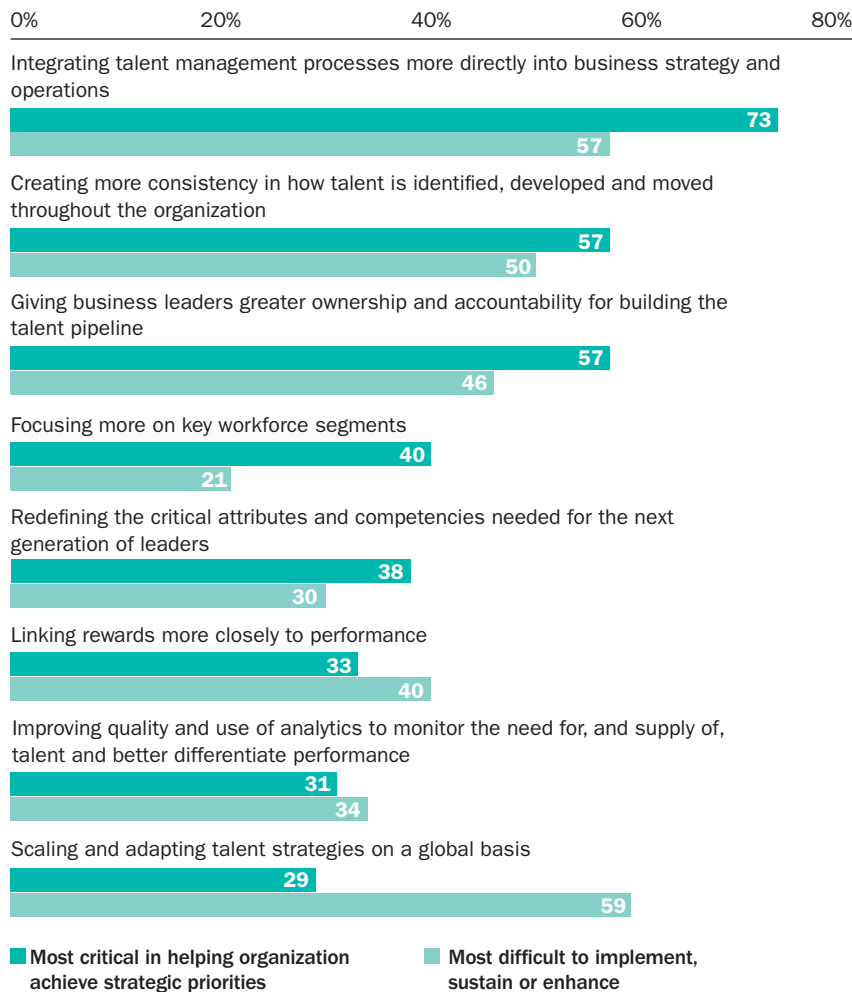 0% 20% 40% 60% 80%
Integrating talent management processes more directly into business strategy and
operations
73
57
Creating more consistency in how talent is identified, developed and moved
throughout the organization
57
50
Giving business leaders greater ownership and accountability for building the
talent pipeline
57
46
Focusing more on key workforce segments
40
21
Redefining the critical attributes and competencies needed for the next
generation of leaders
38
30
Linking rewards more closely to performance
33
40
Improving quality and use of analytics to monitor the need for, and supply of,
talent and better differentiate performance
31
34
Scaling and adapting talent strategies on a global basis
29
59
Most critical in helping organization
achieve strategic priorities
Most difficult to implement,
sustain or enhance